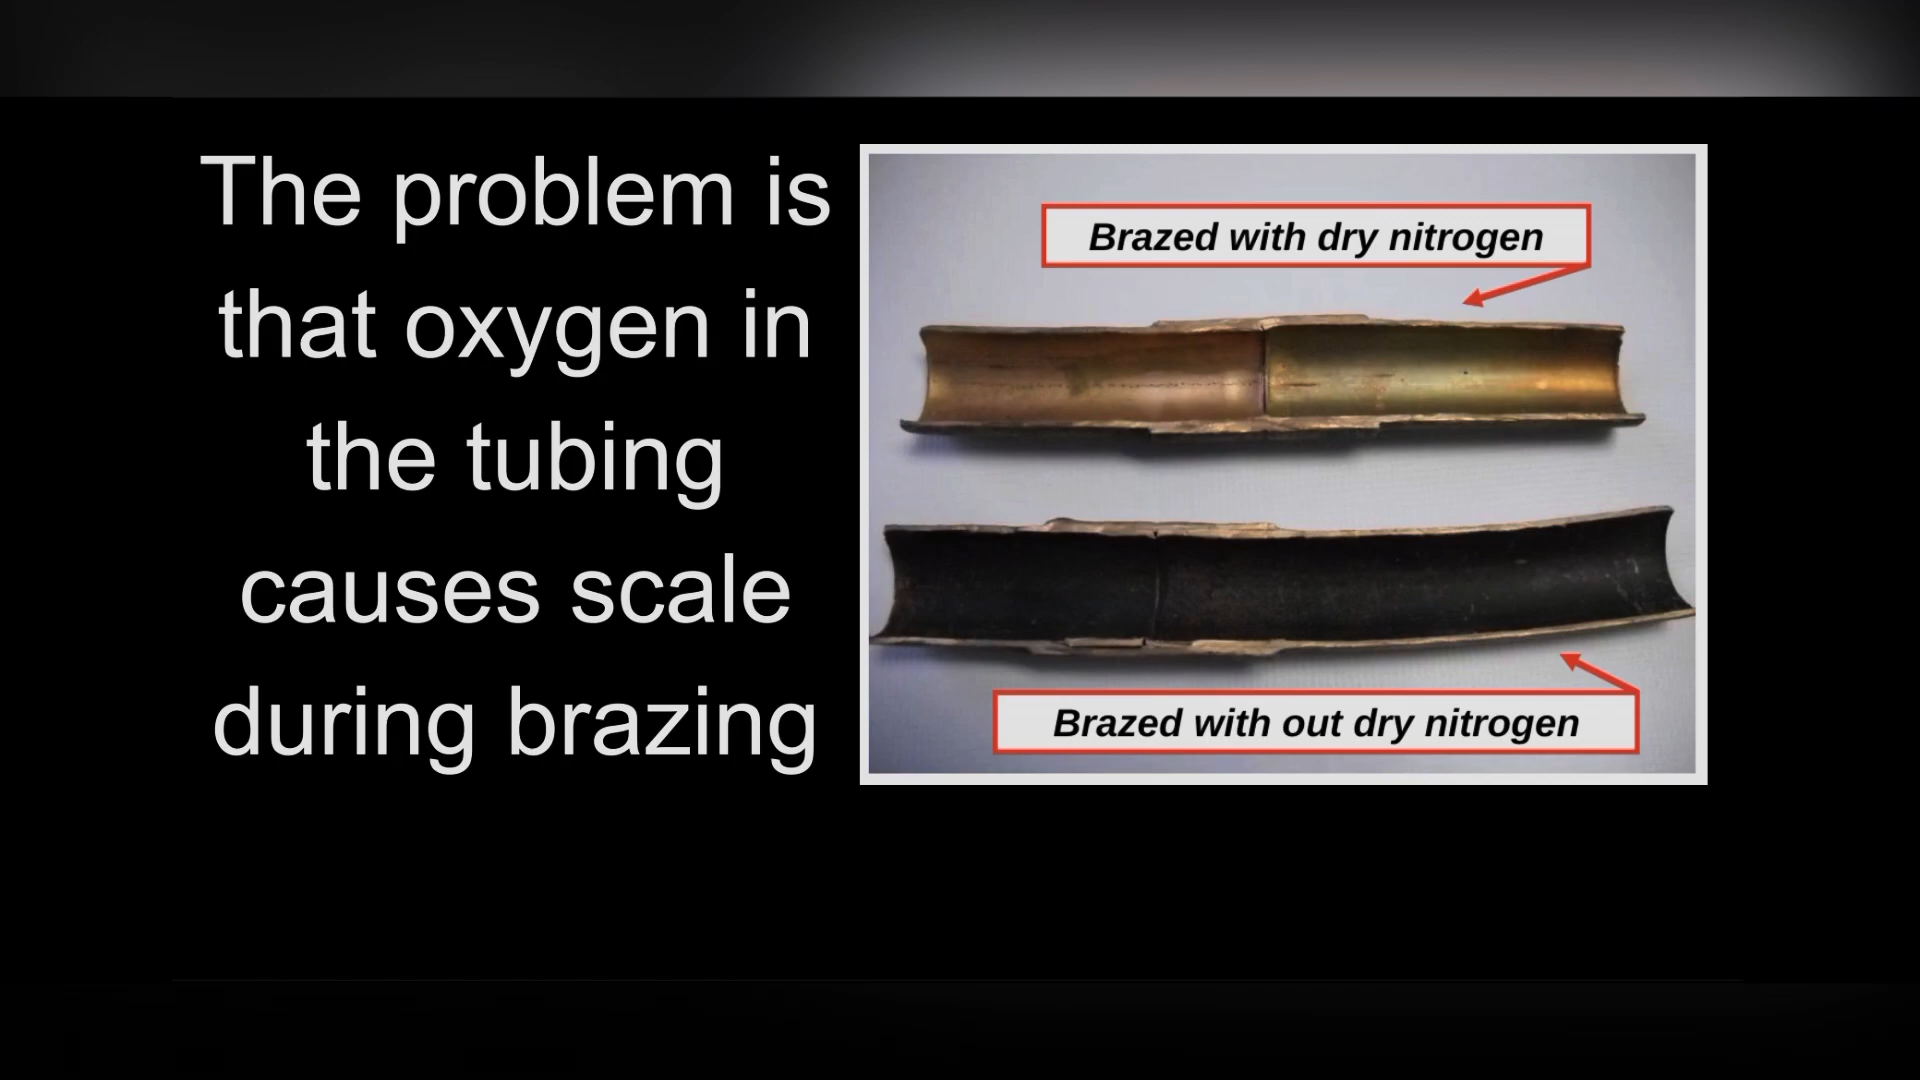 The problem is
that oxygen in
the tubing
causes scale
during brazing
Brazed with dry nitrogen
Brazed with out dry nitrogen